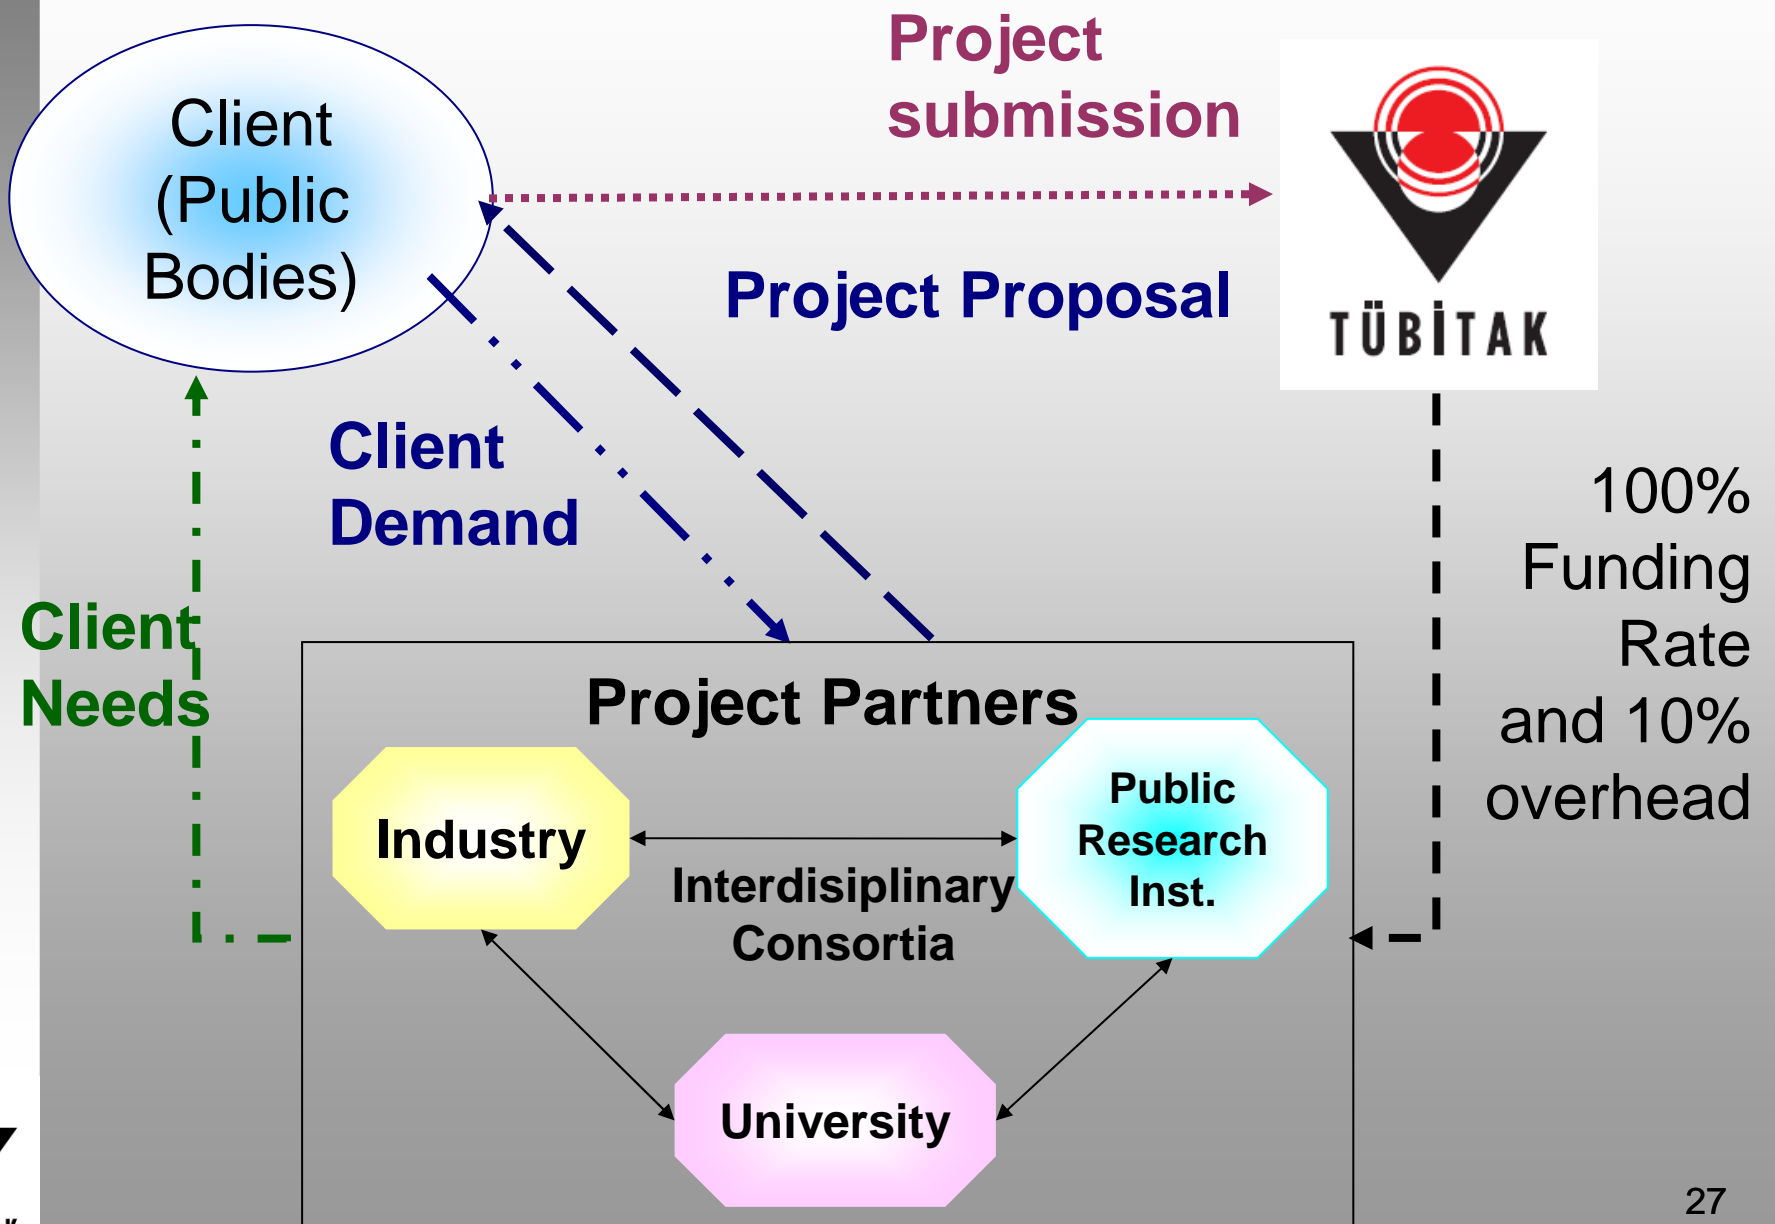 Project
submission
Client
(Public
Bodies)
TÜBİTAK
Project Proposal
Client
Demand
100%
Funding
Rate
and 10%
overhead
Client
Needs
Project Partners
Industry
Public
Research
Inst.
Interdisiplinary
Consortia
University
27